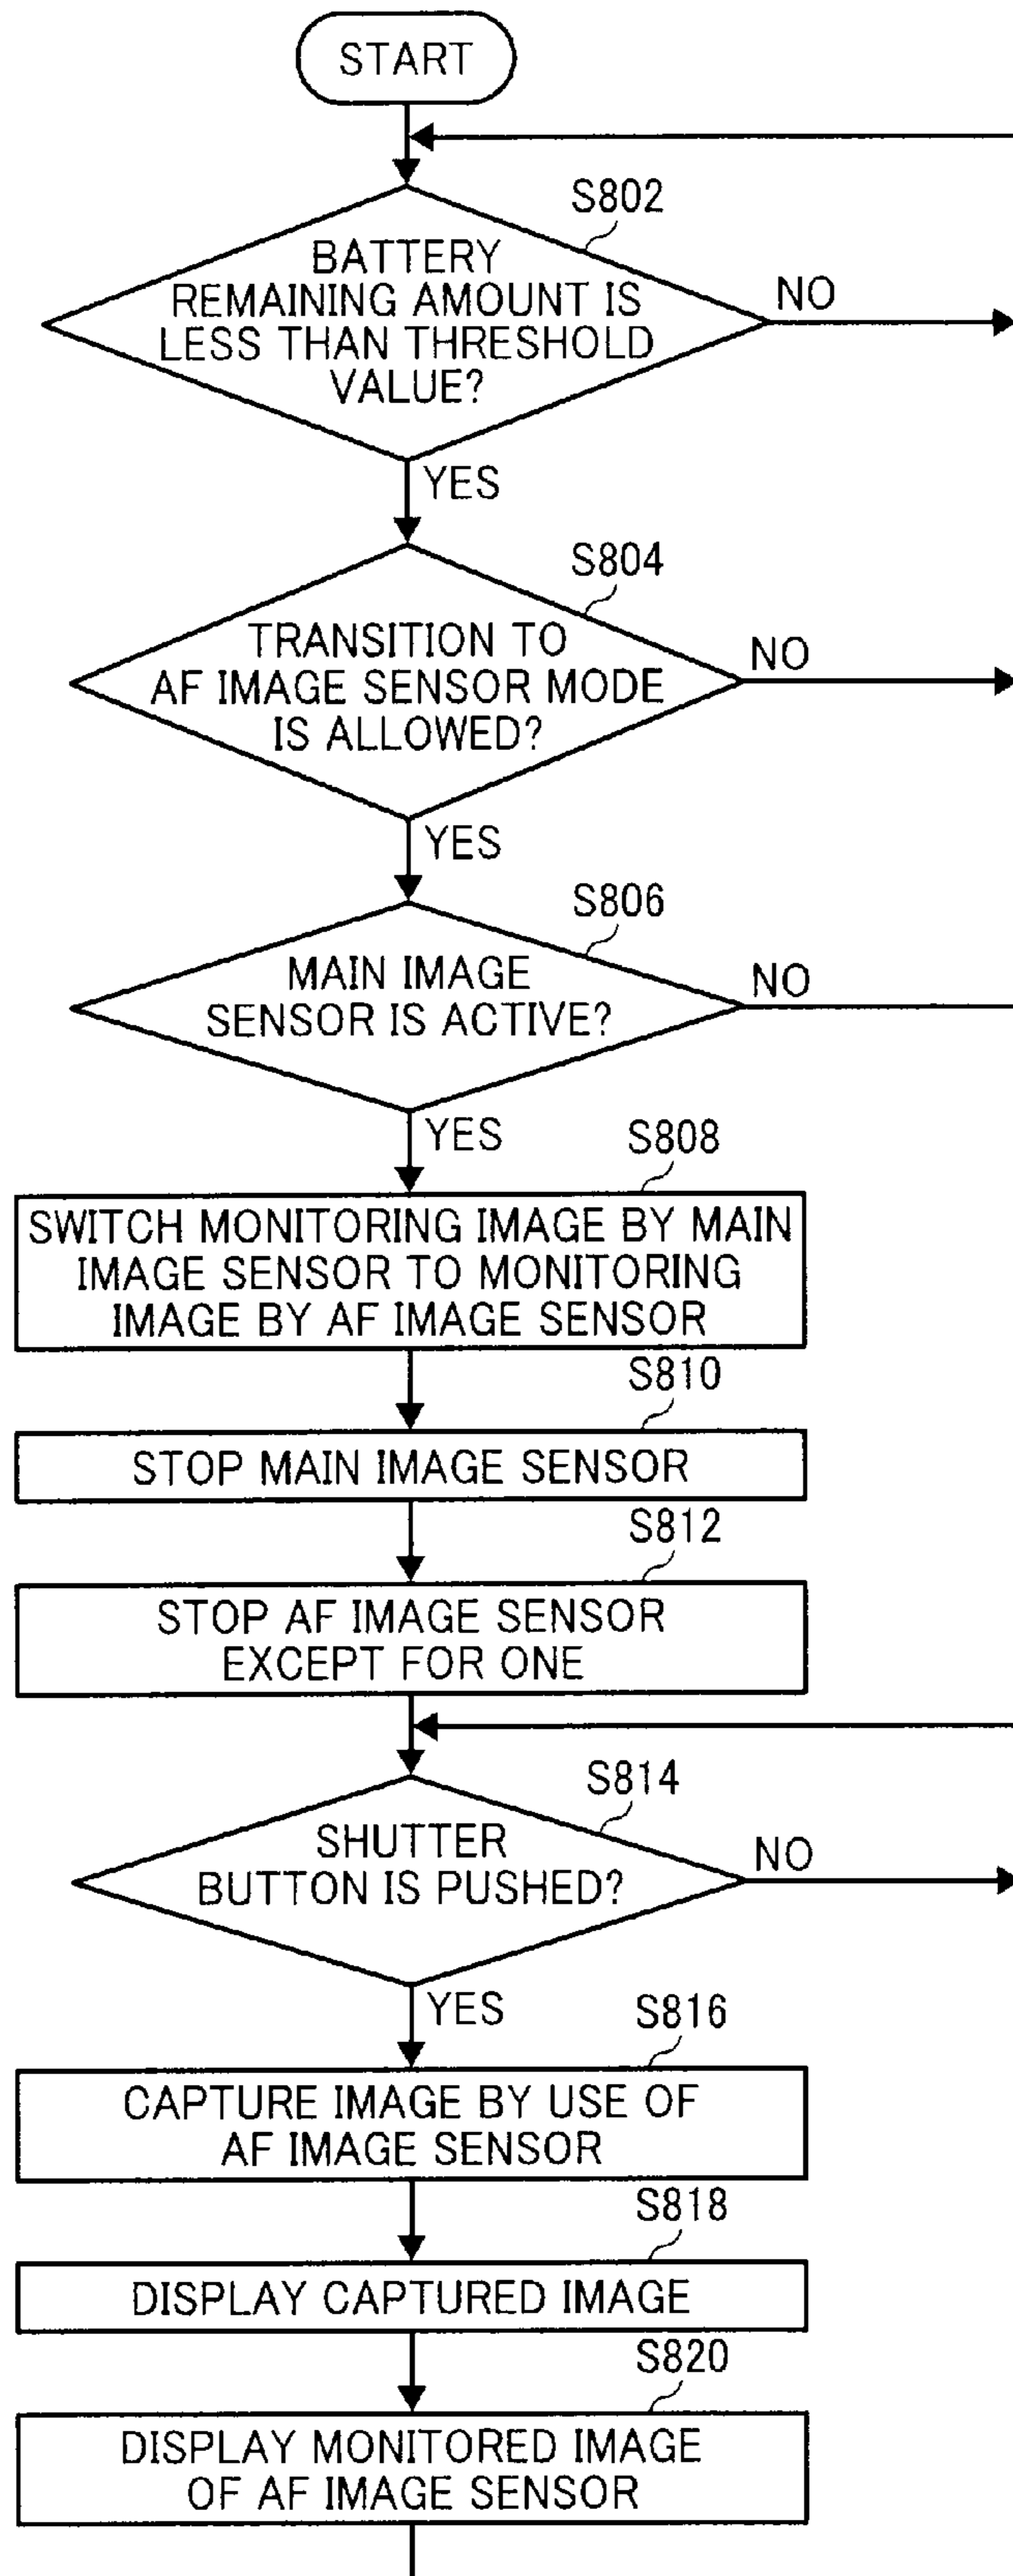 START
S802
BATTERY
REMAINING AMOUNT IS
LESS THAN THRESHOLD
VALUE?
NO
YES
S804
TRANSITION TO
AF IMAGE SENSOR MODE
IS ALLOWED?
NO
YES
S806
MAIN IMAGE
SENSOR IS ACTIVE?
NO
YES
S808
SWITCH MONITORING IMAGE BY MAIN
IMAGE SENSOR TO MONITORING
IMAGE BY AF IMAGE SENSOR
S810
STOP MAIN IMAGE SENSOR
S812
STOP AF IMAGE SENSOR
EXCEPT FOR ONE
S814
SHUTTER
BUTTON IS PUSHED?
NO
YES
S816
CAPTURE IMAGE BY USE OF
AF IMAGE SENSOR
S818
DISPLAY CAPTURED IMAGE
S820
DISPLAY MONITORED IMAGE
OF AF IMAGE SENSOR